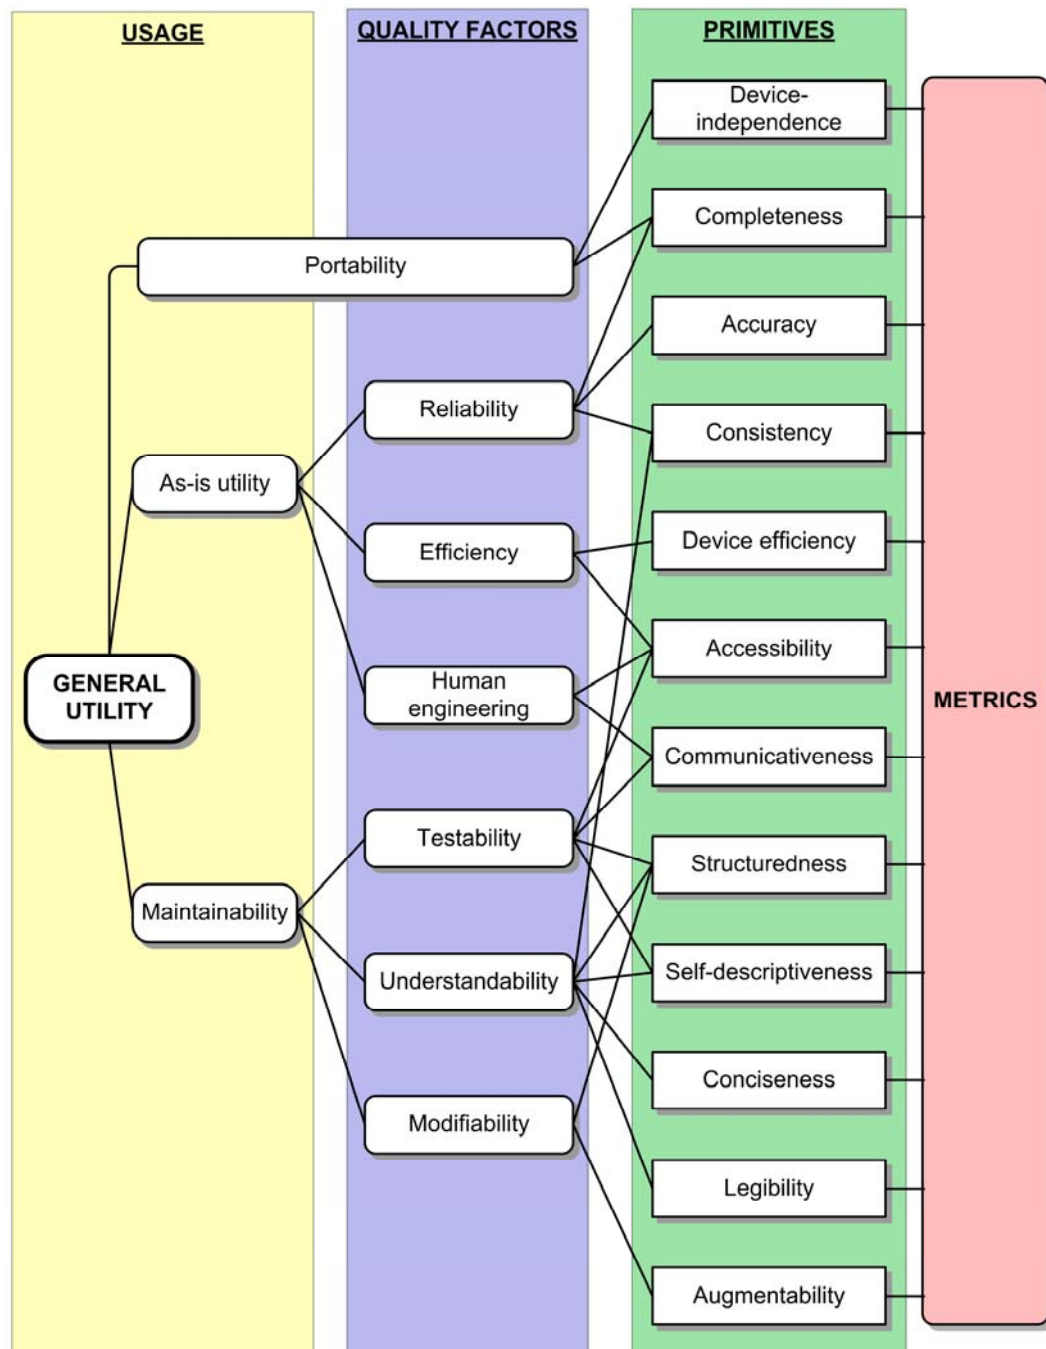 USAGE
QUALITY FACTORS
PRIMITIVES
Device-
independence
Completeness
Portability
Accuracy
Reliability
Consistency
As-is utility
Efficiency
Device efficiency
Accessibility
GENERAL
UTILITY
Human
engineering
METRICS
Communicativeness
Testability
Structuredness
Maintainability
Understandability
Self-descriptiveness
Conciseness
Modifiability
Legibility
Augmentability